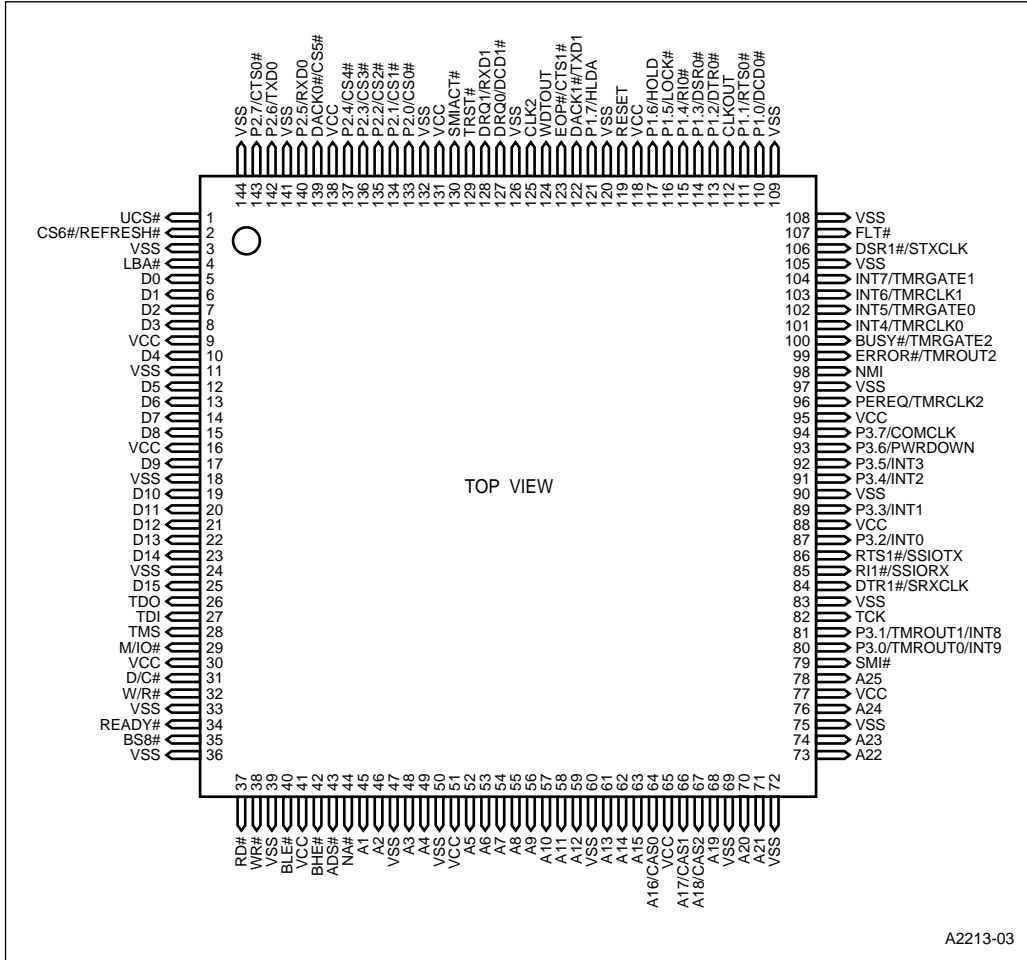 VSS
P2.7/CTS0#
P2.6/TXD0
VSS
P2.5/RXD0
DACK0#/CS5#
VCC
P2.4/CS4#
P2.3/CS3#
P2.2/CS2#
P2.1/CS1#
P2.0/CS0#
VSS
VCC
SMIACT#
TRST#
DRQ1/RXD1
DRQ0/DCD1#
VSS
CLK2
WDTOUT
EOP#/CTS1#
DACK1#/TXD1
P1.7/HLDA
VSS
RESET
VCC
P1.6/HOLD
P1.5/LOCK#
P1.4/RI0#
P1.3/DSR0#
P1.2/DTR0#
CLKOUT
P1.1/RTS0#
P1.0/DCD0#
VSS
144
143
142
141
140
139
138
137
136
135
134
133
132
131
130
129
128
127
126
125
124
123
122
121
120
119
118
117
116
115
114
113
112
111
110
109
UCS# 1
CS6#/REFRESH# 2
VSS 3
LBA# 4
D0 5
D1 6
D2 7
D3 8
VCC 9
D4 10
VSS 11
D5 12
D6 13
D7 14
D8 15
VCC 16
D9 17
VSS 18
D10 19
D11 20
D12 21
D13 22
D14 23
VSS 24
D15 25
TDO 26
TDI 27
TMS 28
M/IO# 29
VCC 30
D/C# 31
W/R# 32
VSS 33
READY# 34
BS8# 35
VSS 36
TOP VIEW
108 VSS
107 FLT#
106 DSR1#/STXCLK
105 VSS
104 INT7/TMRGATE1
103 INT6/TMRCLK1
102 INT5/TMRGATE0
101 INT4/TMRCLK0
100 BUSY#/TMRGATE2
99 ERROR#/TMROUT2
98 NMI
97 VSS
96 PEREQ/TMRCLK2
95 VCC
94 P3.7/COMCLK
93 P3.6/PWRDOWN
92 P3.5/INT3
91 P3.4/INT2
90 VSS
89 P3.3/INT1
88 VCC
87 P3.2/INT0
86 RTS1#/SSIOTX
85 RI1#/SSIORX
84 DTR1#/SRXCLK
83 VSS
82 TCK
81 P3.1/TMROUT1/INT8
80 P3.0/TMROUT0/INT9
79 SMI#
78 A25
77 VCC
76 A24
75 VSS
74 A23
73 A22
37
38
39
40
41
42
43
44
45
46
47
48
49
50
51
52
53
54
55
56
57
58
59
60
61
62
63
64
65
66
67
68
69
70
71
72
RD#
WR#
VSS
BLE#
VCC
BHE#
ADS#
NA#
A1
A2
VSS
A3
A4
VSS
VCC
A5
A6
A7
A8
A9
A10
A11
A12
VSS
A13
A14
A15
A16/CAS0
VCC
A17/CAS1
A18/CAS2
A19
VSS
A20
A21
VSS
A2213-03